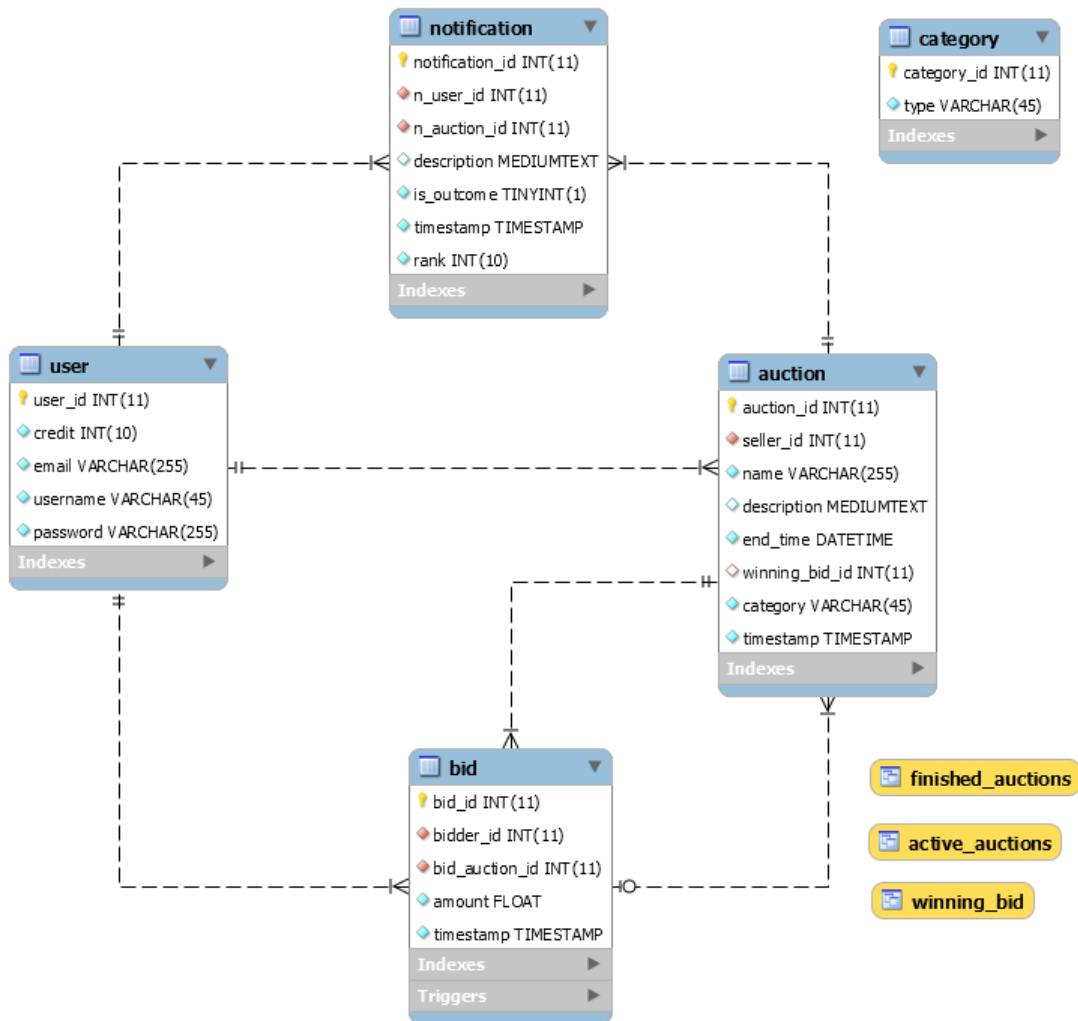 notification
notification_id INT(11)
n_user_id INT(11)
n_auction_id INT(11)
description MEDIUMTEXT
is_outcome TINYINT(1)
timestamp TIMESTAMP
rank INT(10)
Indexes
category
category_id INT(11)
type VARCHAR(45)
Indexes
user
user_id INT(11)
credit INT(10)
email VARCHAR(255)
username VARCHAR(45)
password VARCHAR(255)
Indexes
auction
auction_id INT(11)
seller_id INT(11)
name VARCHAR(255)
description MEDIUMTEXT
end_time DATETIME
winning_bid_id INT(11)
category VARCHAR(45)
timestamp TIMESTAMP
Indexes
bid
bid_id INT(11)
bidder_id INT(11)
bid_auction_id INT(11)
amount FLOAT
timestamp TIMESTAMP
Indexes
Triggers
finished_auctions
active_auctions
winning_bid